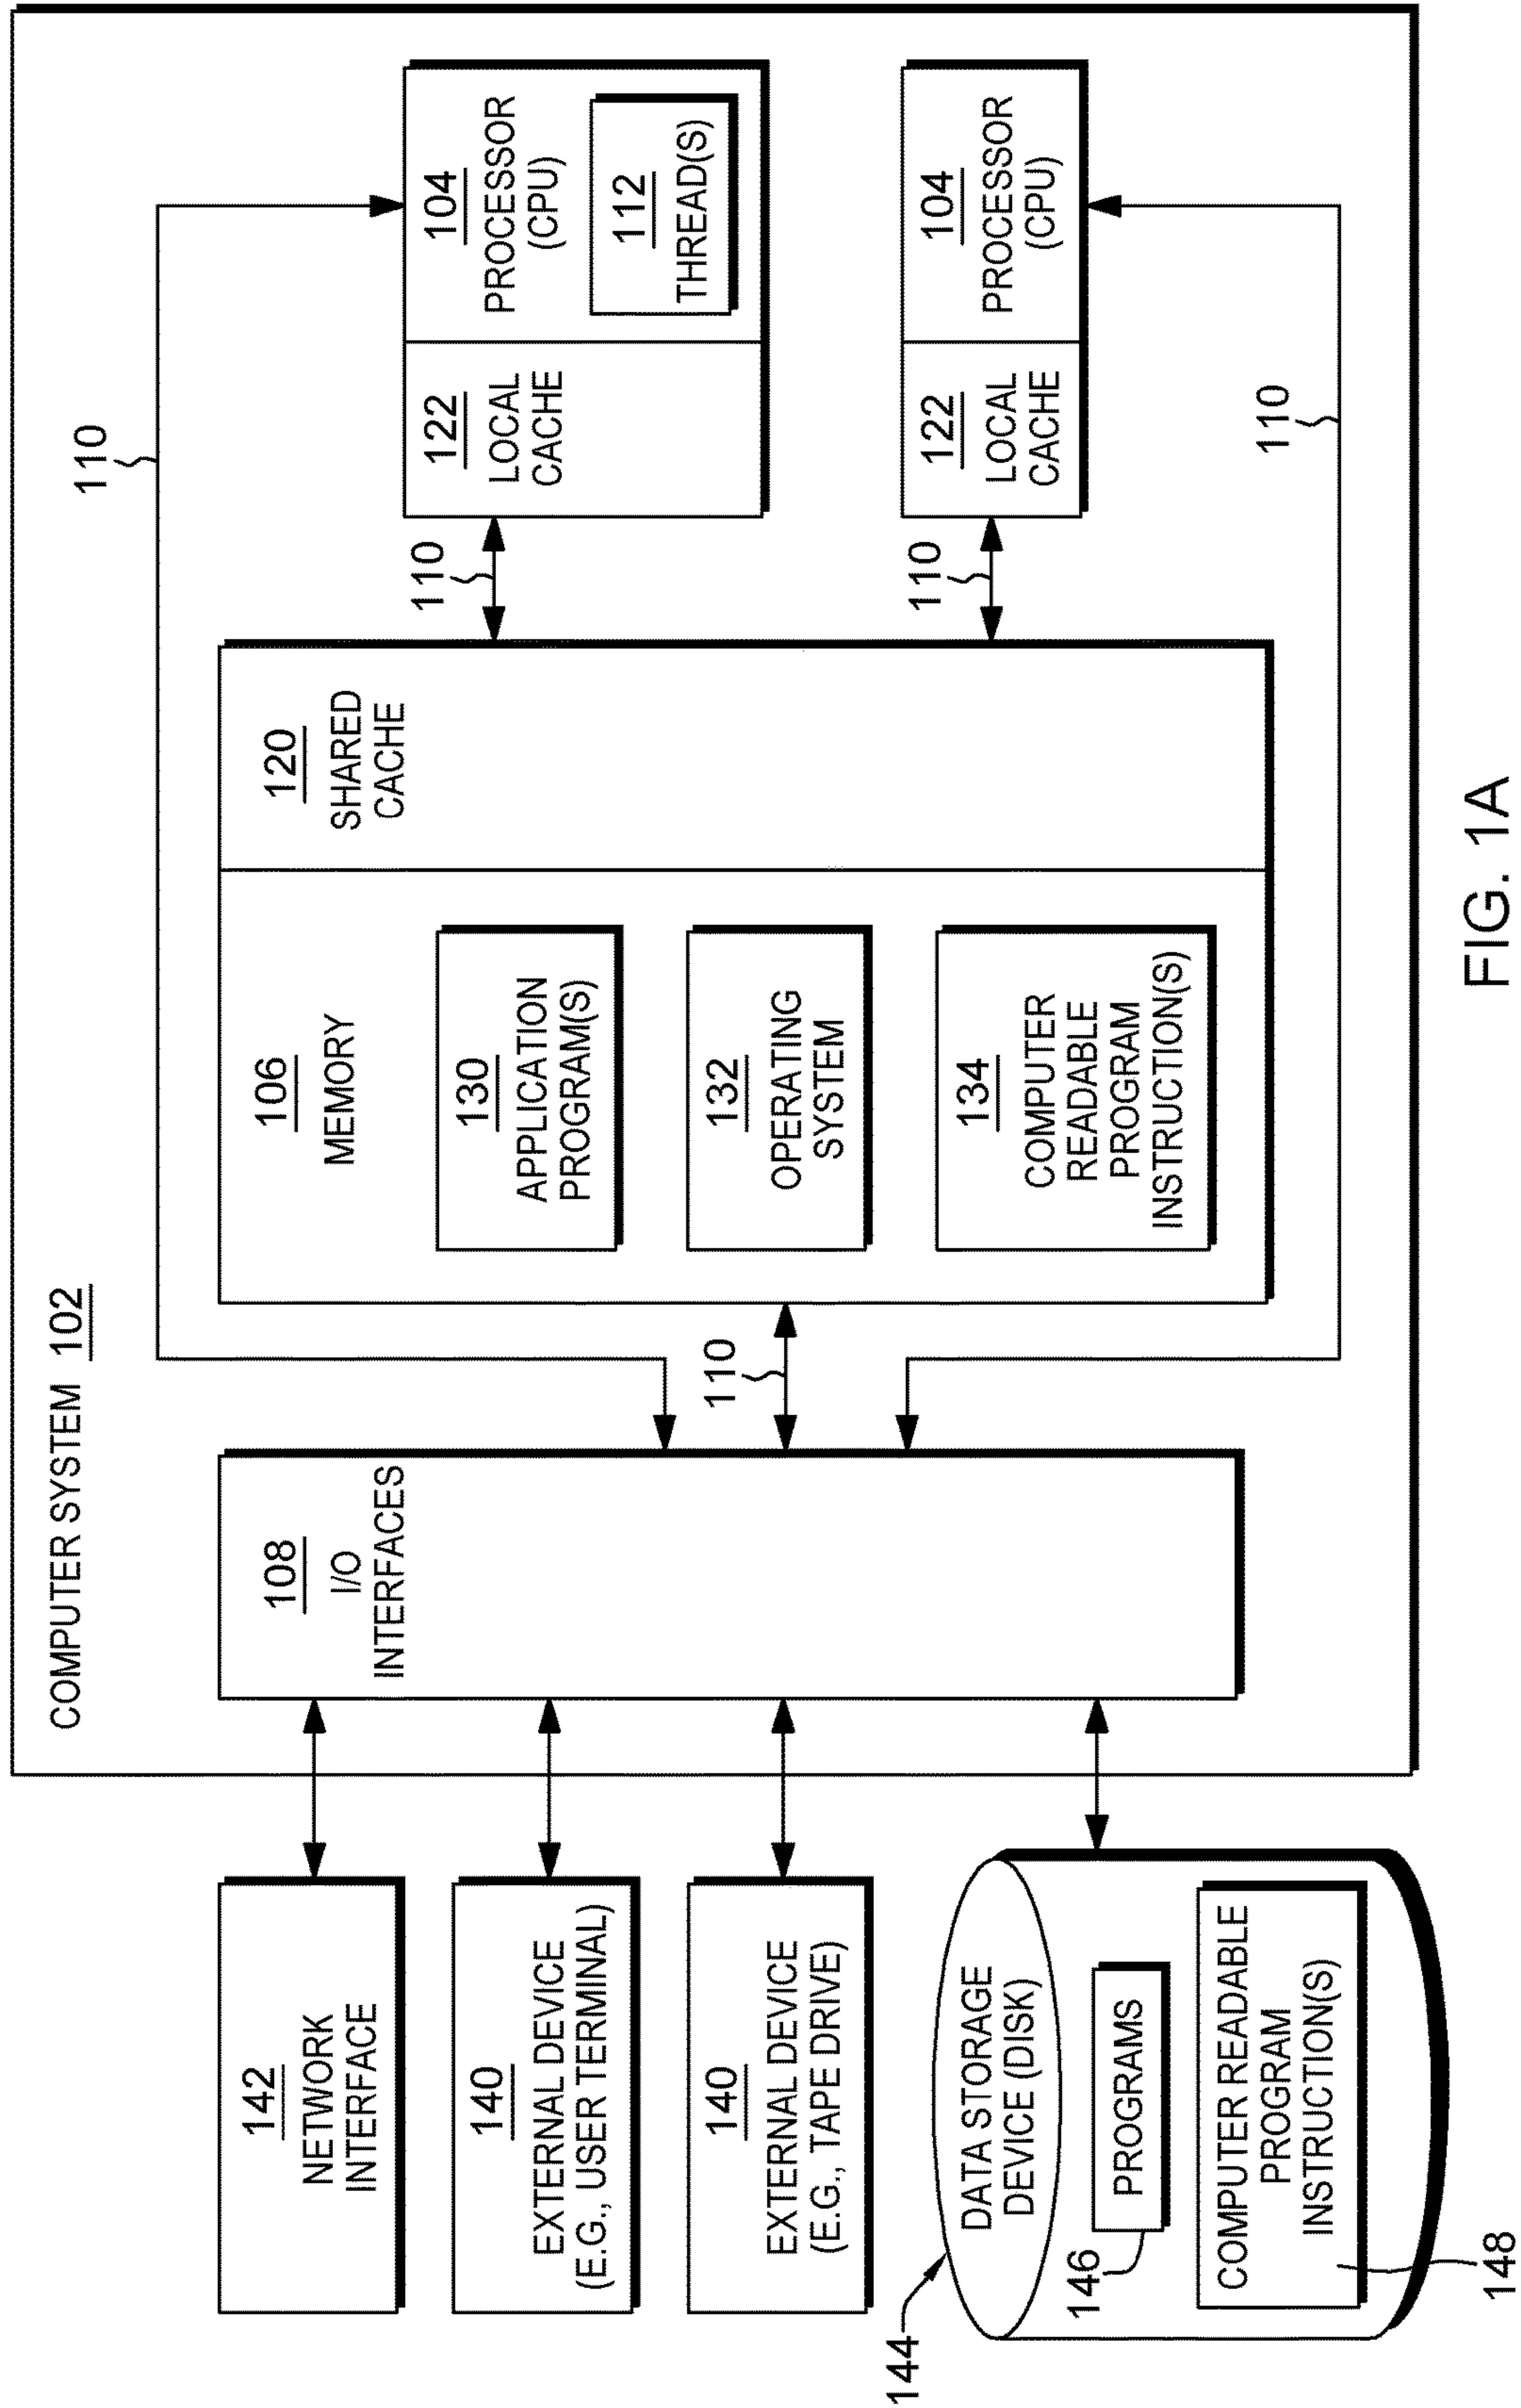 COMPUTER SYSTEM 102
142
NETWORK
INTERFACE
140
EXTERNAL DEVICE
(E.G., USER TERMINAL)
140
EXTERNAL DEVICE
(E.G., TAPE DRIVE)
144
DATA STORAGE
DEVICE (DISK)
146
PROGRAMS
COMPUTER READABLE
PROGRAM
INSTRUCTION(S)
148
108
I/O
INTERFACES
110
110
110
106
MEMORY
130
APPLICATION
PROGRAM(S)
132
OPERATING
SYSTEM
134
COMPUTER
READABLE
PROGRAM
INSTRUCTION(S)
120
SHARED
CACHE
110
110
122
LOCAL
CACHE
104
PROCESSOR
(CPU)
112
THREAD(S)
122
LOCAL
CACHE
104
PROCESSOR
(CPU)
FIG. 1A